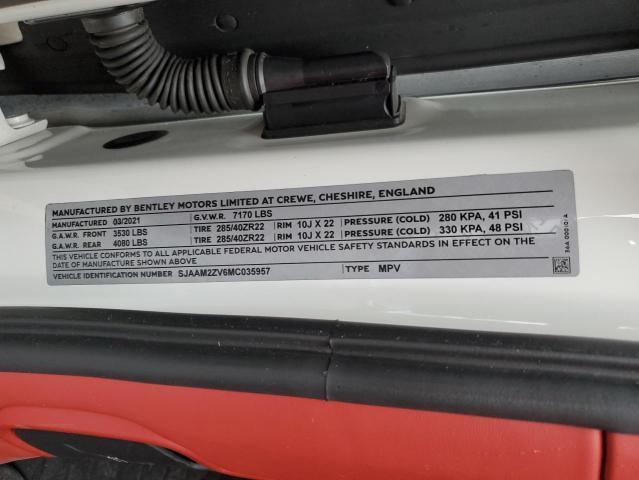 MANUFACTURED BY BENTLEY MOTORS LIMITED AT CREWE, CHESHIRE, ENGLAND
MANUFACTURED 03/2021 G.V.W.R. 7170 LBS
G.A.W.R. FRONT 3530 LBS TIRE 285/40ZR22 RIM 10J X 22 PRESSURE (COLD) 280 KPA, 41 PSI
G.A.W.R. REAR 4080 LBS TIRE 285/40ZR22 RIM 10J X 22 PRESSURE (COLD) 330 KPA, 48 PSI
THIS VEHICLE CONFORMS TO ALL APPLICABLE FEDERAL MOTOR VEHICLE SAFETY STANDARDS IN EFFECT ON THE
DATE OF MANUFACTURE SHOWN ABOVE.
VEHICLE IDENTIFICATION NUMBER SJAAM2ZV6MC035957 TYPE MPV